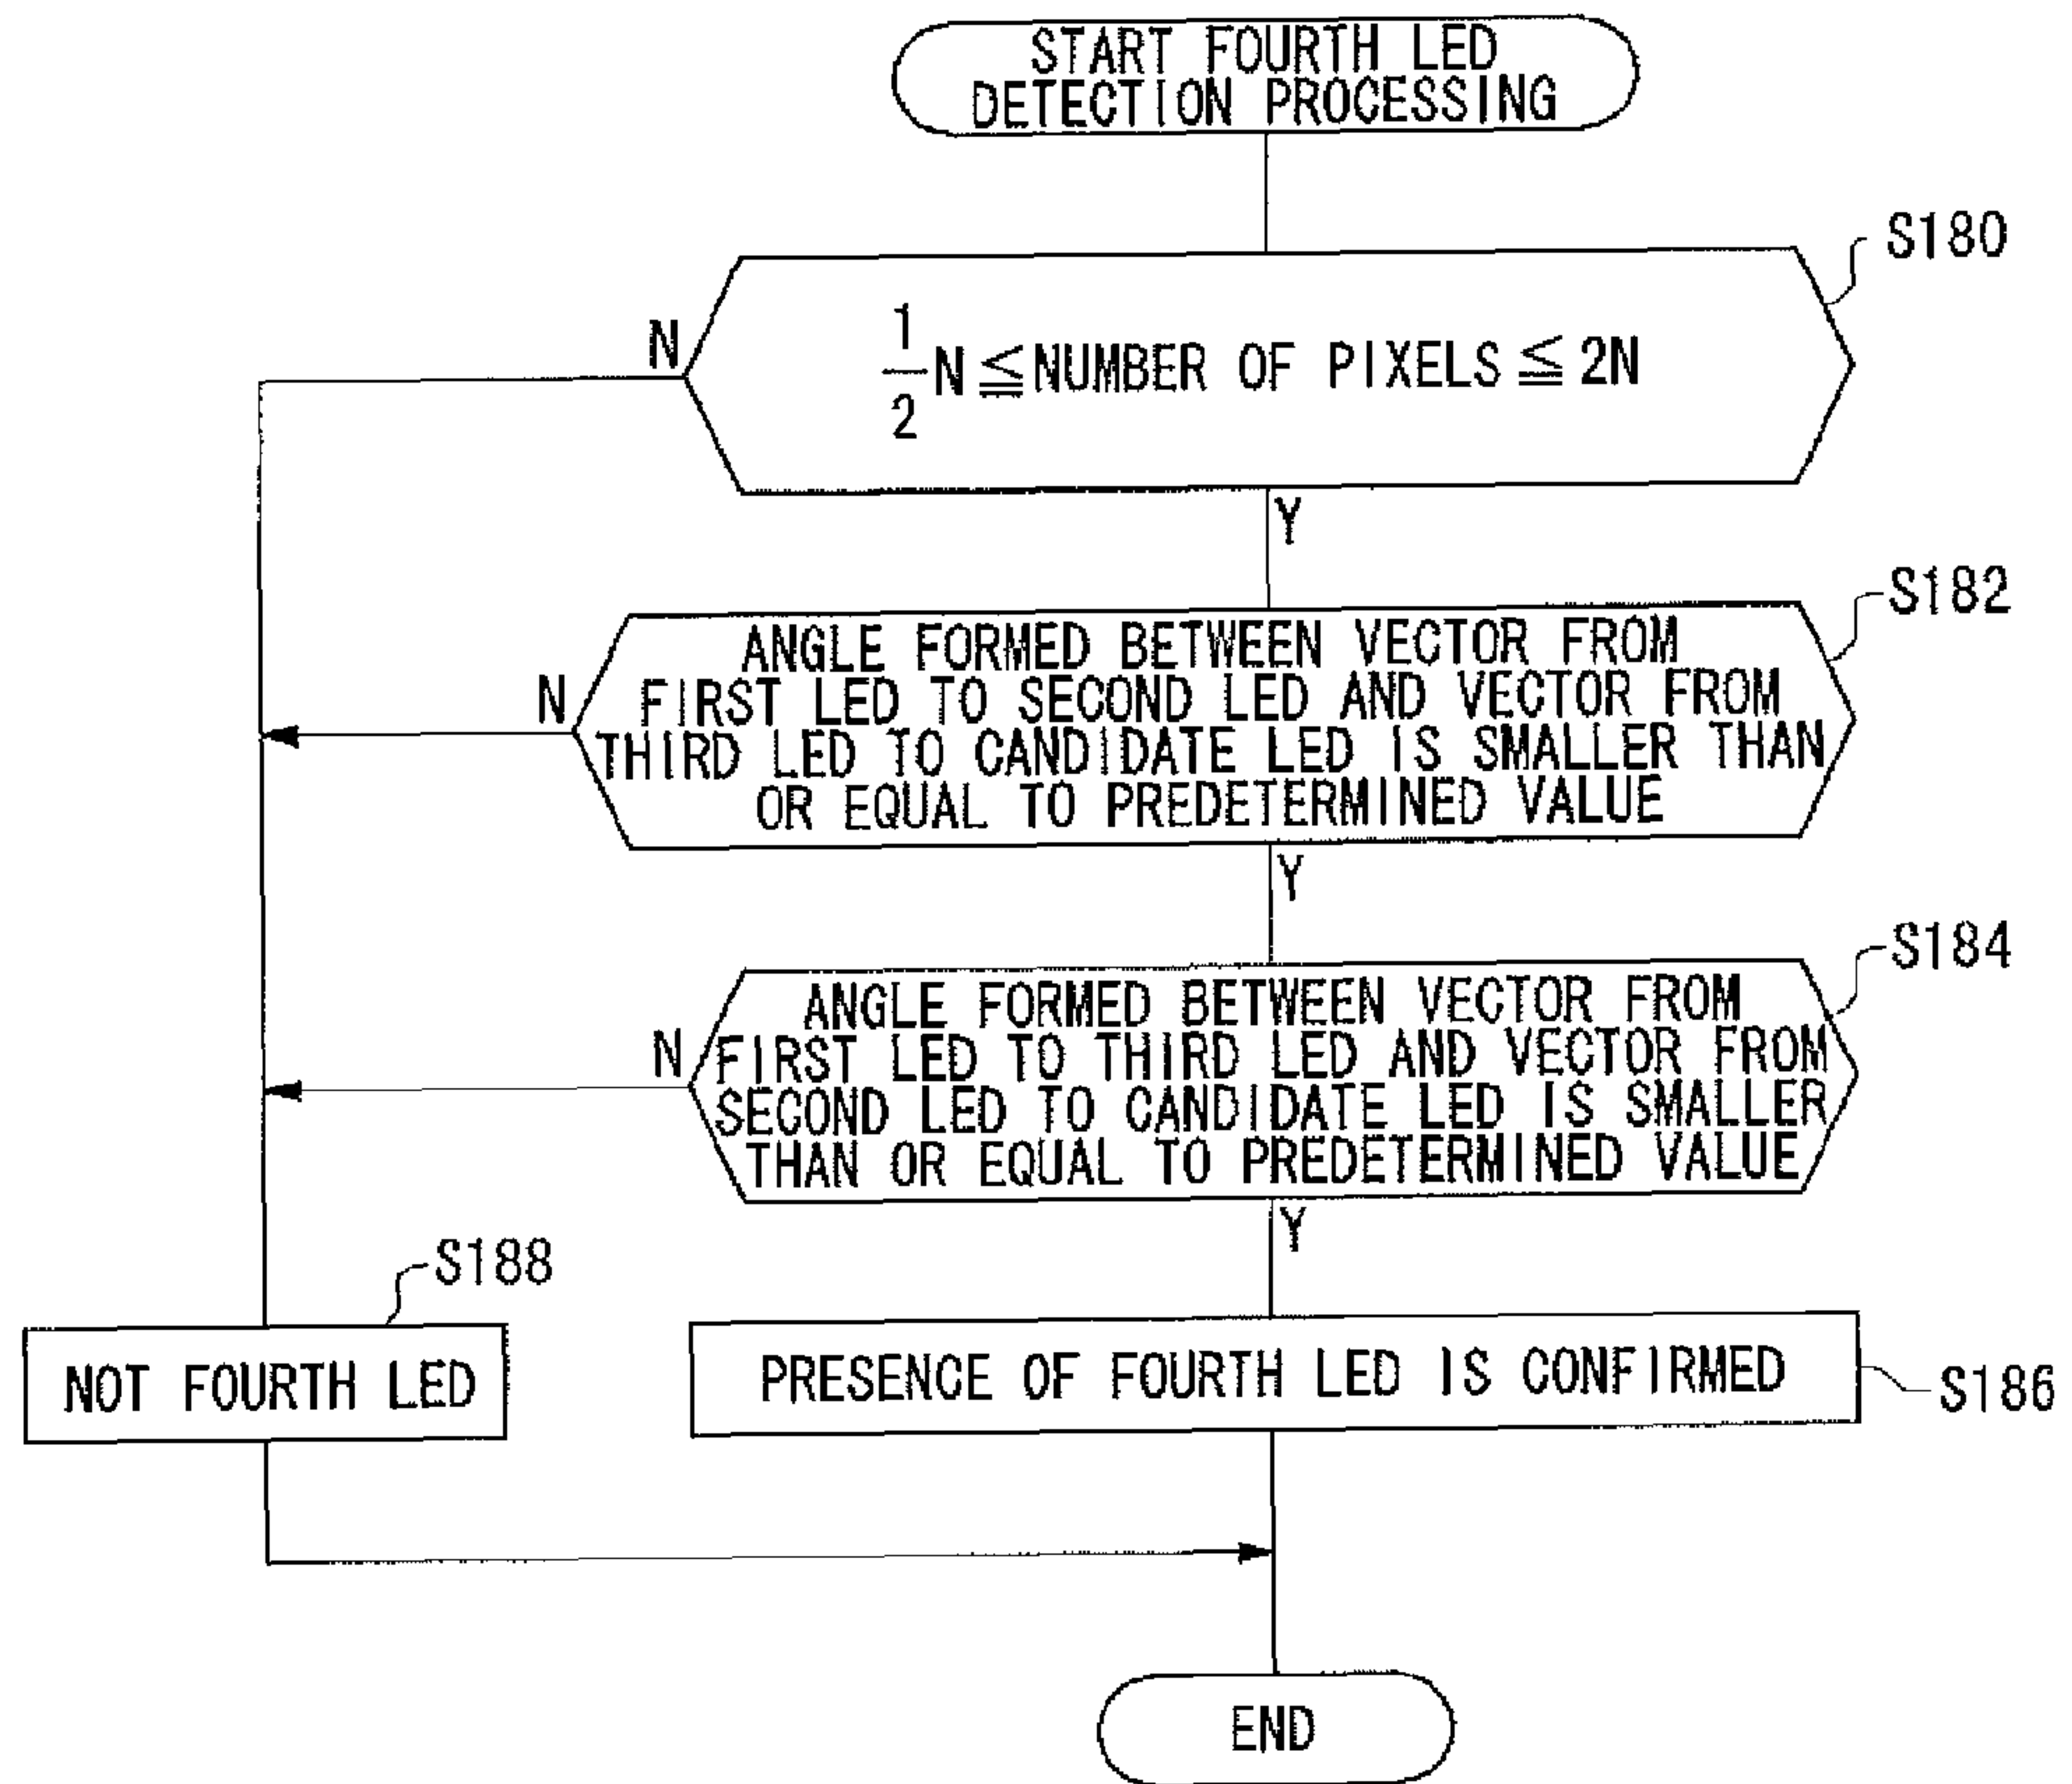 START FOURTH LED
DETECTION PROCESSING
S180
N
1/2 N ≦ NUMBER OF PIXELS ≦ 2N
Y
S182
N
ANGLE FORMED BETWEEN VECTOR FROM
FIRST LED TO SECOND LED AND VECTOR FROM
THIRD LED TO CANDIDATE LED IS SMALLER THAN
OR EQUAL TO PREDETERMINED VALUE
Y
S184
N
ANGLE FORMED BETWEEN VECTOR FROM
FIRST LED TO THIRD LED AND VECTOR FROM
SECOND LED TO CANDIDATE LED IS SMALLER
THAN OR EQUAL TO PREDETERMINED VALUE
Y
S188
NOT FOURTH LED
PRESENCE OF FOURTH LED IS CONFIRMED
S186
END